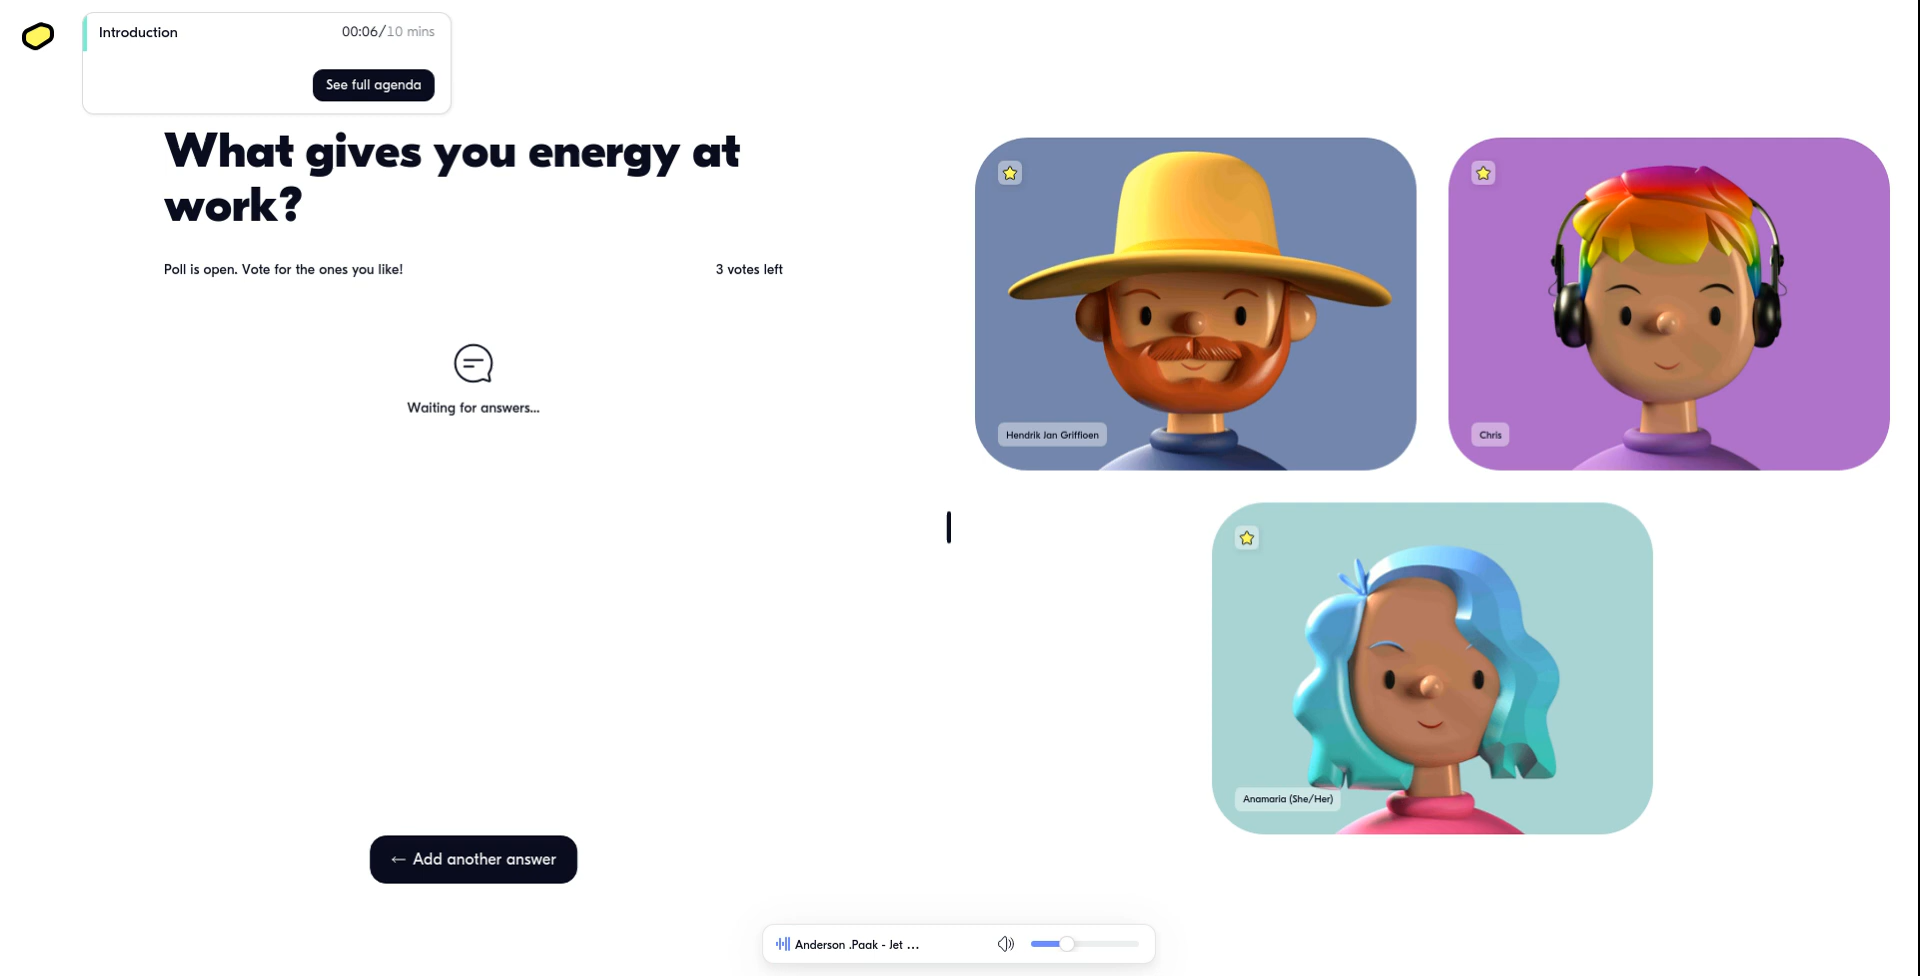 Introduction
00:06/10 mins
See full agenda
What gives you energy at
work?
Poll is open. Vote for the ones you like!
3 votes left
Waiting for answers...
← Add another answer
Hendrik Jan Griffioen
Chris
Anamaria (She/Her)
Anderson .Paak - Jet ...